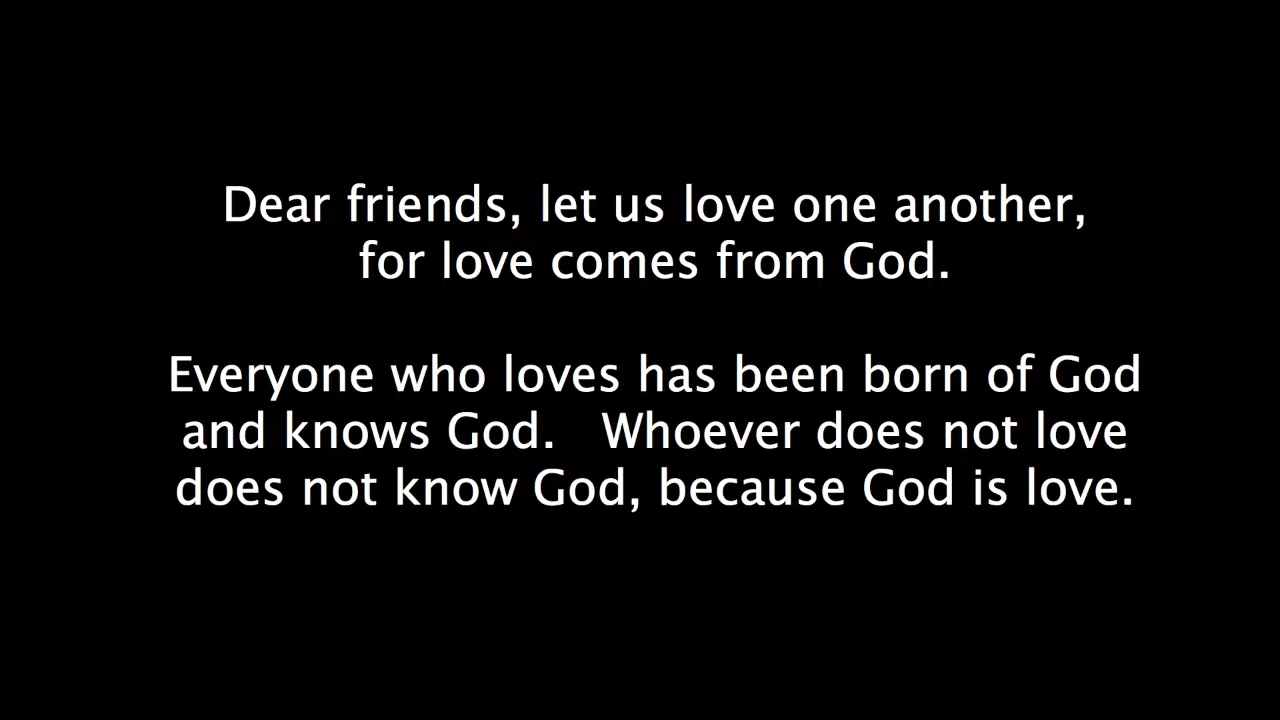 Dear friends, let us love one another,
for love comes from God.
Everyone who loves has been born of God
and knows God.   Whoever does not love
does not know God, because God is love.